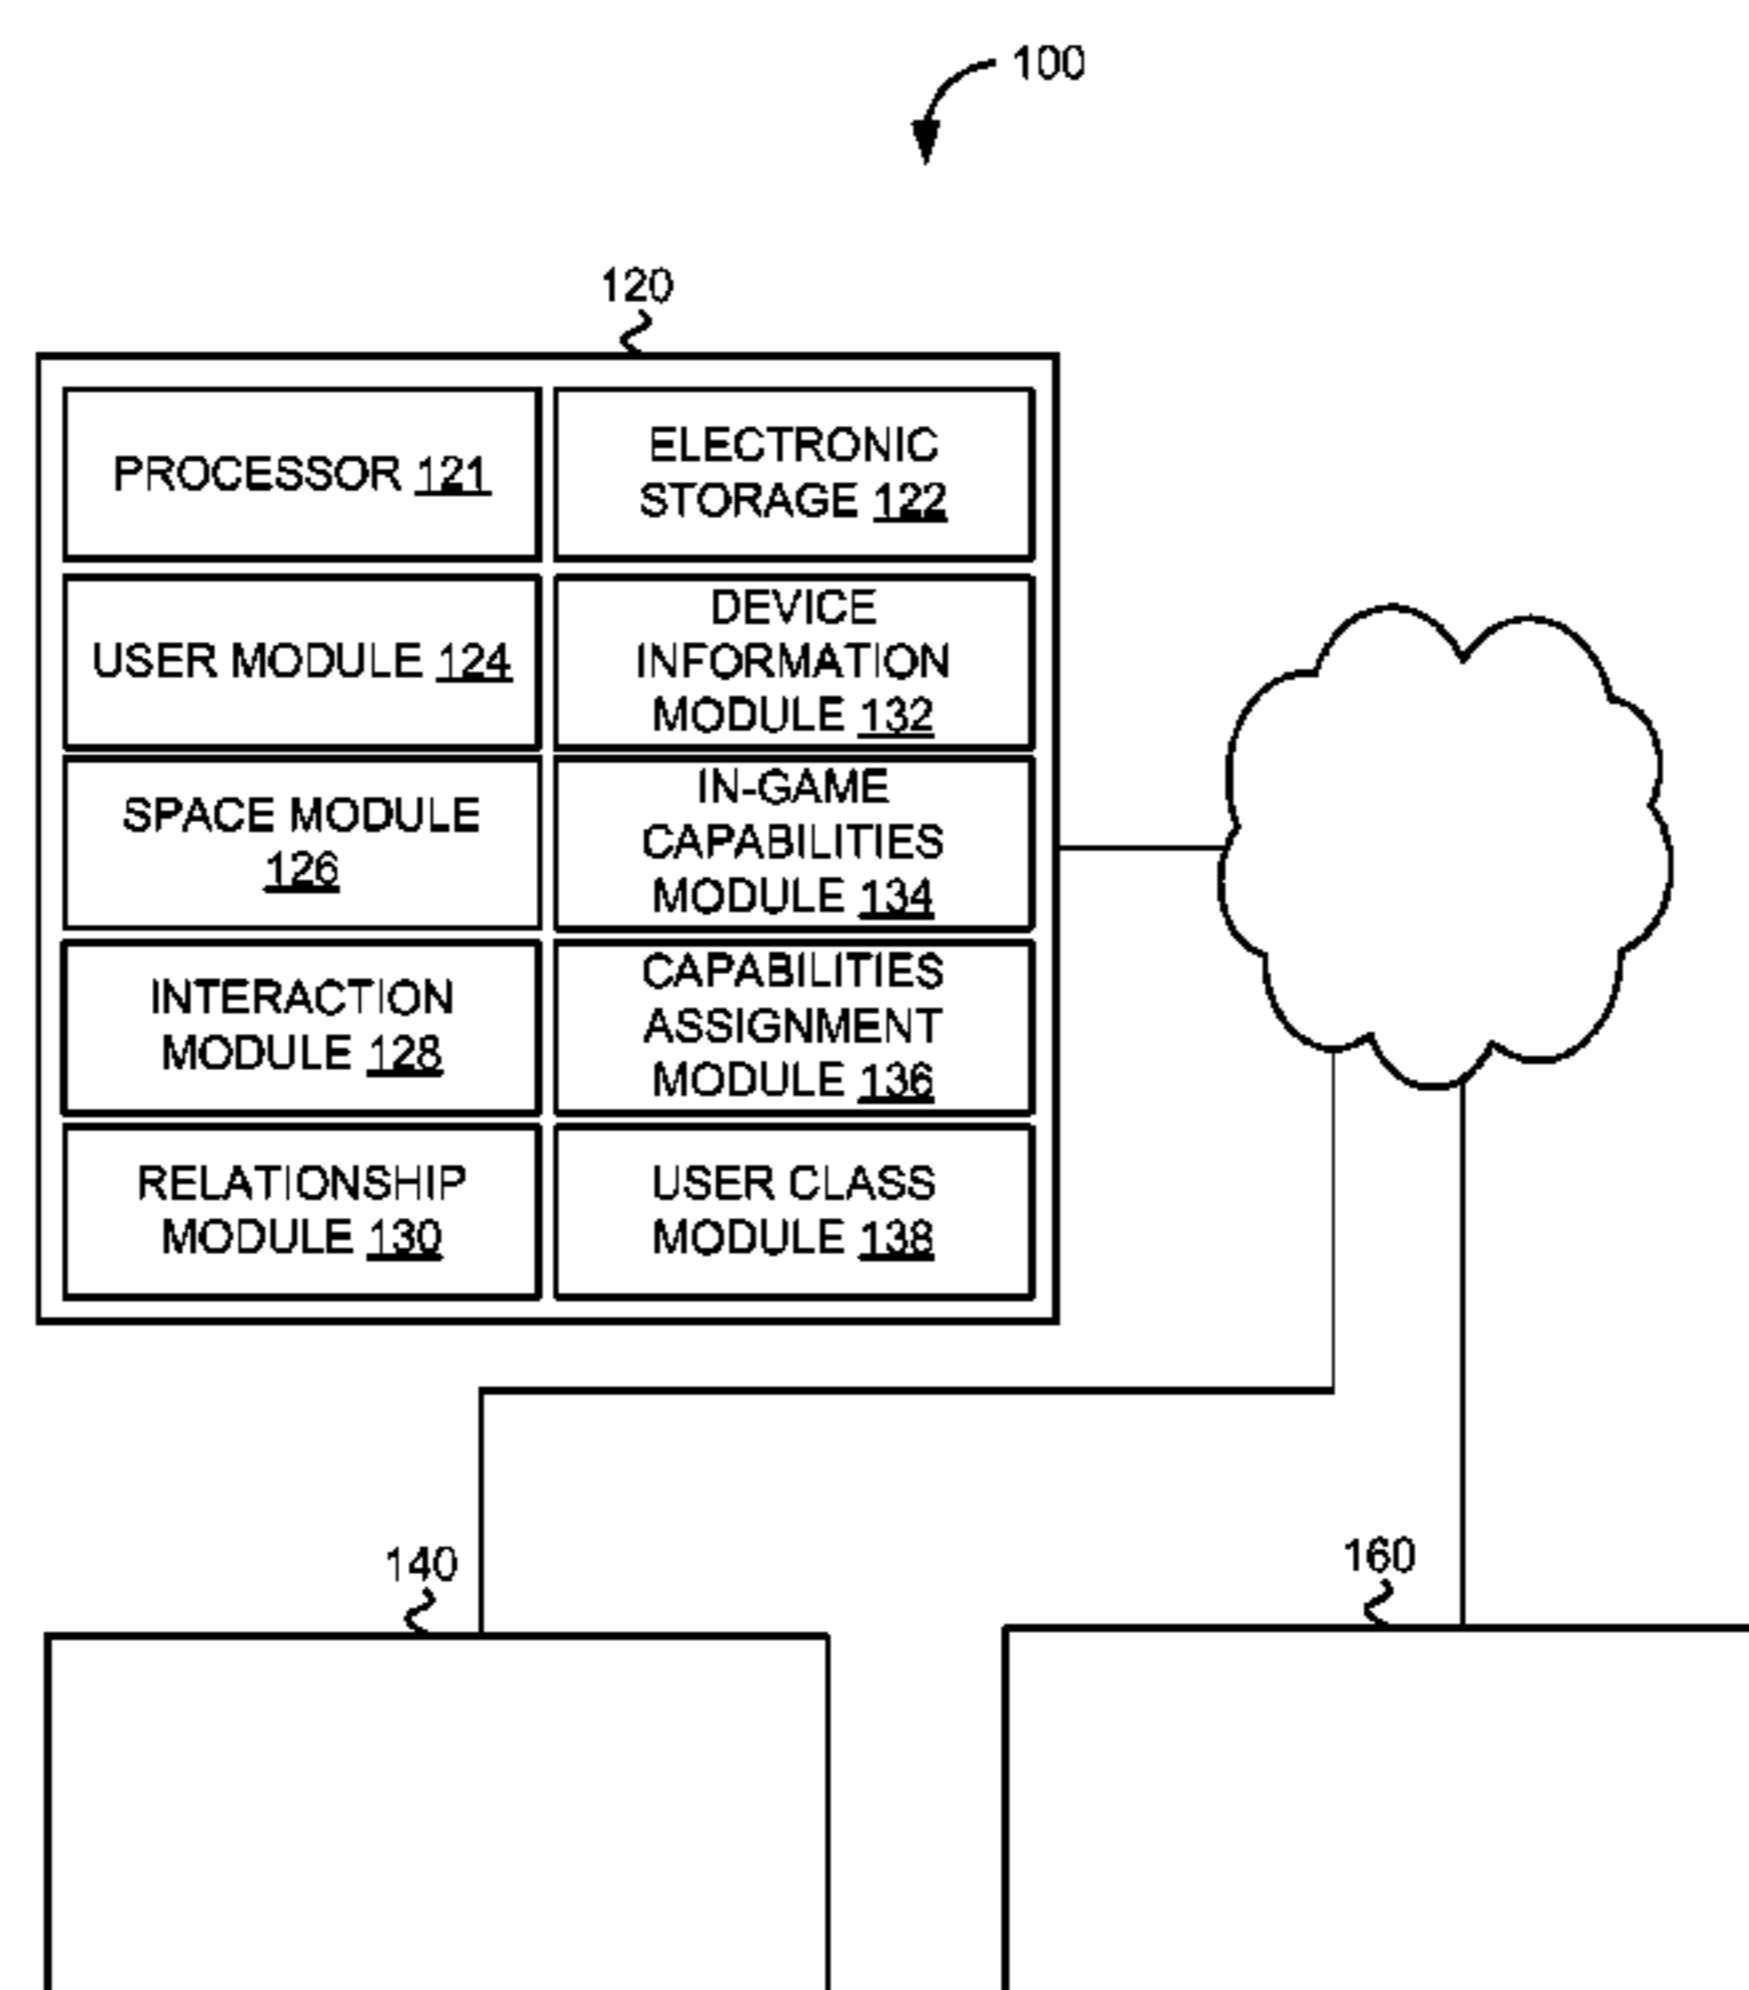 100
120
PROCESSOR 121
ELECTRONIC
STORAGE 122
USER MODULE 124
DEVICE
INFORMATION
MODULE 132
SPACE MODULE
126
IN-GAME
CAPABILITIES
MODULE 134
INTERACTION
MODULE 128
CAPABILITIES
ASSIGNMENT
MODULE 136
RELATIONSHIP
MODULE 130
USER CLASS
MODULE 138
140
160